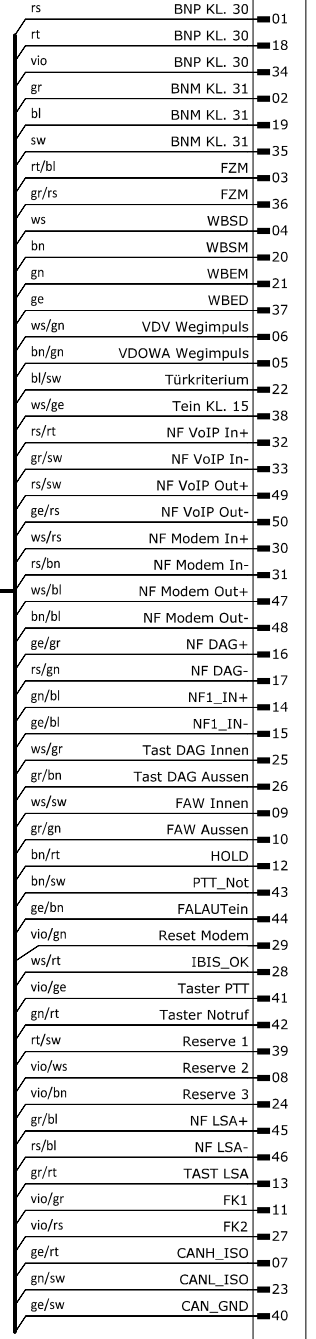 rs BNP KL. 30 01
rt BNP KL. 30 18
vio BNP KL. 30 34
gr BNM KL. 31 02
bl BNM KL. 31 19
sw BNM KL. 31 35
rt/bl FZM 03
gr/rs FZM 36
ws WBSD 04
bn WBSM 20
gn WBEM 21
ge WBED 37
ws/gn VDV Wegimpuls 06
bn/gn VDOWA Wegimpuls 05
bl/sw Türkriterium 22
ws/ge Tein KL. 15 38
rs/rt NF VoIP In+ 32
gr/sw NF VoIP In- 33
rs/sw NF VoIP Out+ 49
ge/rs NF VoIP Out- 50
ws/rs NF Modem In+ 30
rs/bn NF Modem In- 31
ws/bl NF Modem Out+ 47
bn/bl NF Modem Out- 48
ge/gr NF DAG+ 16
rs/gn NF DAG- 17
gn/bl NF1_IN+ 14
ge/bl NF1_IN- 15
ws/gr Tast DAG Innen 25
gr/bn Tast DAG Aussen 26
ws/sw FAW Innen 09
gr/gn FAW Aussen 10
bn/rt HOLD 12
bn/sw PTT_Not 43
ge/bn FALAUTein 44
vio/gn Reset Modem 29
ws/rt IBIS_OK 28
vio/ge Taster PTT 41
gn/rt Taster Notruf 42
rt/sw Reserve 1 39
vio/ws Reserve 2 08
vio/bn Reserve 3 24
gr/bl NF LSA+ 45
rs/bl NF LSA- 46
gr/rt TAST LSA 13
vio/gr FK1 11
vio/rs FK2 27
ge/rt CANH_ISO 07
gn/sw CANL_ISO 23
ge/sw CAN_GND 40